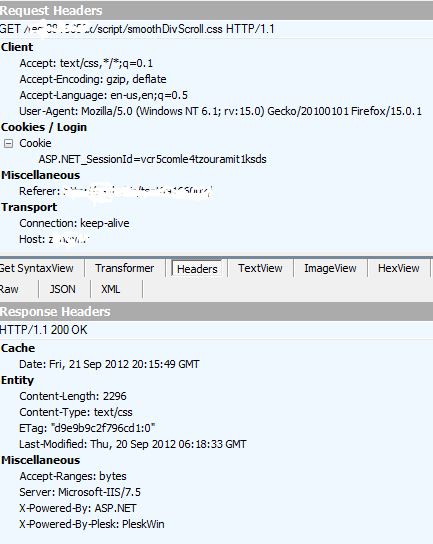 Request Headers
GET /script/smoothDivScroll.css HTTP/1.1
Client
Accept: text/css,*/*;q=0.1
Accept-Encoding: gzip, deflate
Accept-Language: en-us,en;q=0.5
User-Agent: Mozilla/5.0 (Windows NT 6.1; rv:15.0) Gecko/20100101 Firefox/15.0.1
Cookies / Login
Cookie
ASP.NET_SessionId=vcr5comle4tzouramit1ksds
Miscellaneous
Referer:
Transport
Connection: keep-alive
Host:
Get SyntaxView Transformer Headers TextView ImageView HexView
Raw JSON XML
Response Headers
HTTP/1.1 200 OK
Cache
Date: Fri, 21 Sep 2012 20:15:49 GMT
Entity
Content-Length: 2296
Content-Type: text/css
ETag: "d9e9b9c2f796cd1:0"
Last-Modified: Thu, 20 Sep 2012 06:18:33 GMT
Miscellaneous
Accept-Ranges: bytes
Server: Microsoft-IIS/7.5
X-Powered-By: ASP.NET
X-Powered-By-Plesk: PleskWin